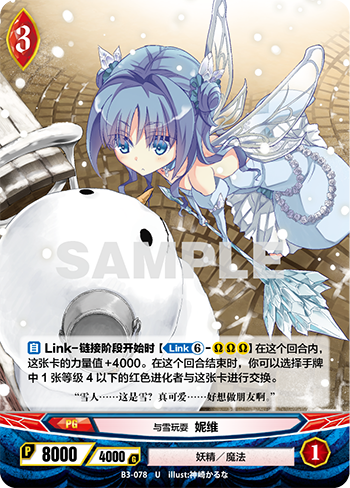 3
SAMPLE
自 Link-链接阶段开始时【Link 6-ΩΩΩ】在这个回合内，
这张卡的力量值 +4000。在这个回合结束时，你可以选择手牌
中 1 张等级 4 以下的红色进化者与这张卡进行交换。
“雪人……这是雪？真可爱……好想做朋友啊。”
PG 与雪玩耍 妮维
P 8000 / 4000 G 妖精／魔法 1
B3-078 U illust:神崎かるな